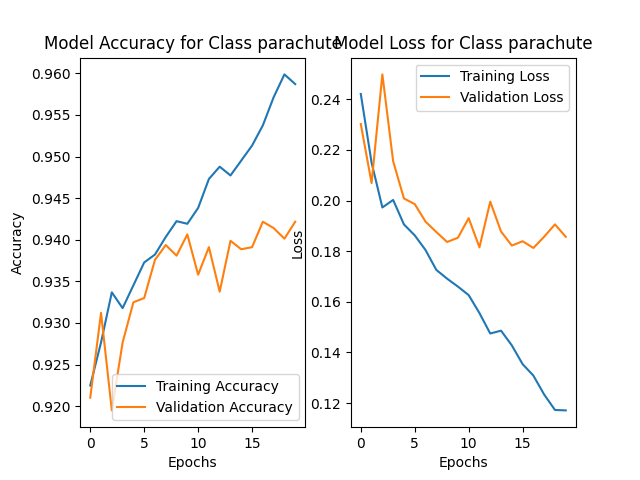 Model Accuracy for Class parachute
0.960
0.955
0.950
0.945
0.940
0.935
0.930
0.925
0.920
Accuracy
Training Accuracy
Validation Accuracy
0 5 10 15
Epochs
Model Loss for Class parachute
Training Loss
Validation Loss
0.24
0.22
0.20
0.18
0.16
0.14
0.12
Loss
0 5 10 15
Epochs